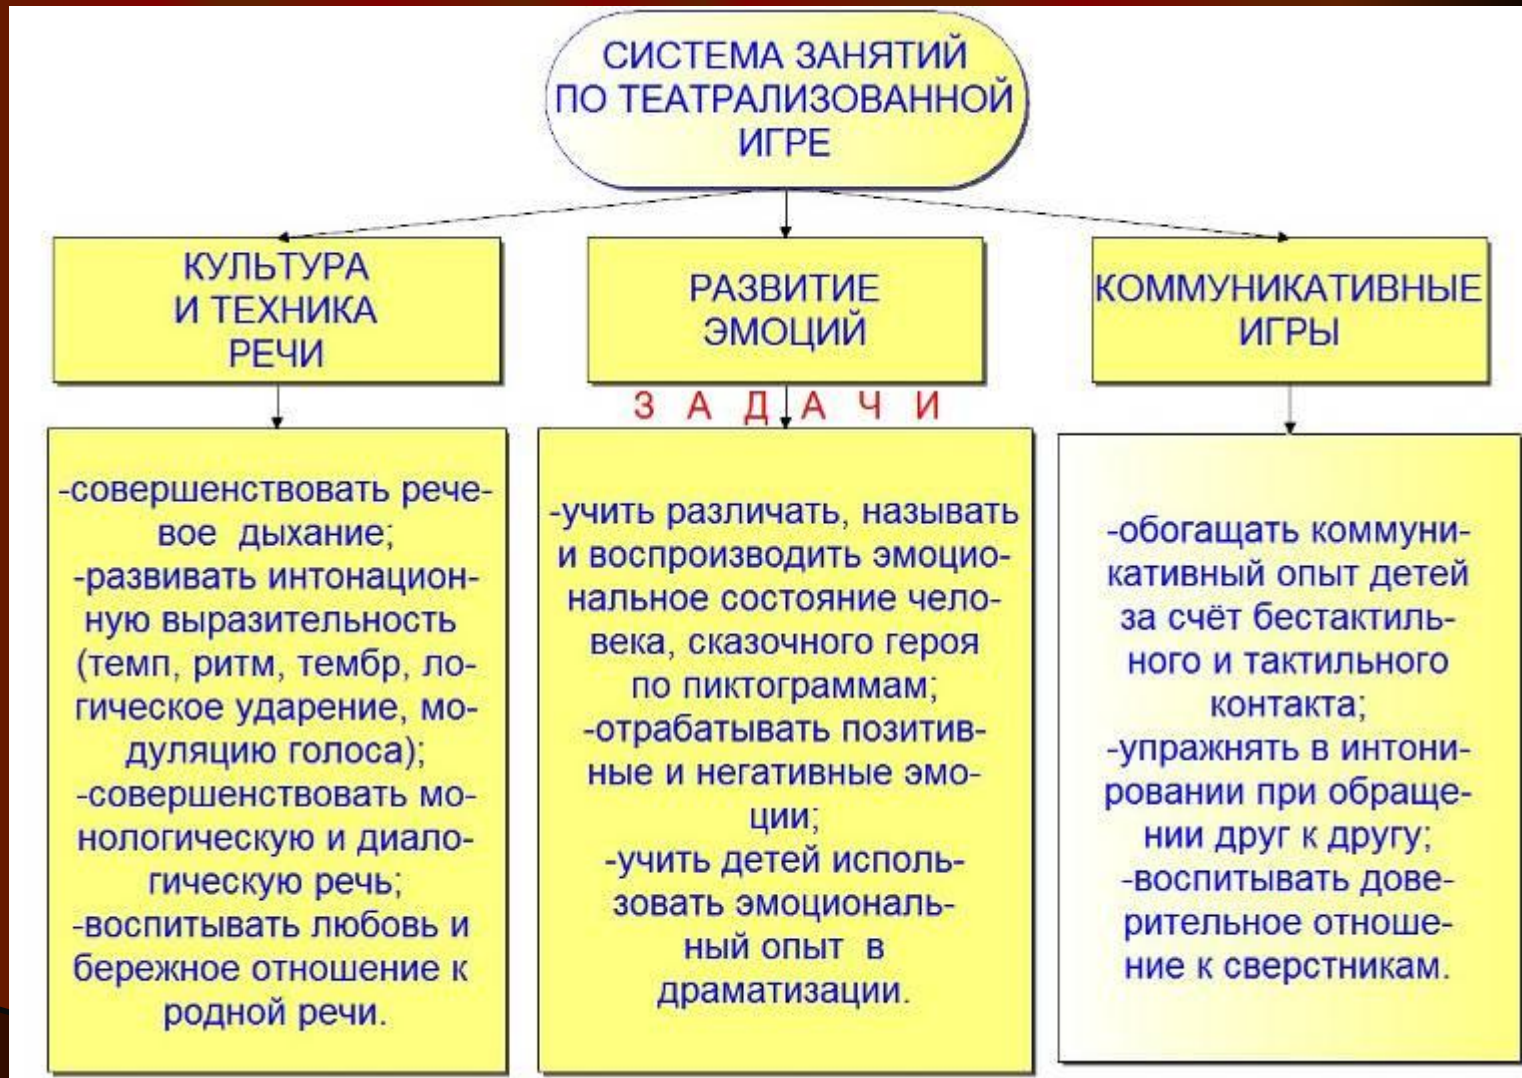 СИСТЕМА ЗАНЯТИЙ
ПО ТЕАТРАЛИЗОВАННОЙ
ИГРЕ
КУЛЬТУРА
И ТЕХНИКА
РЕЧИ
РАЗВИТИЕ
ЭМОЦИЙ
КОММУНИКАТИВНЫЕ
ИГРЫ
З А Д А Ч И
-совершенствовать рече-
вое дыхание;
-развивать интонацион-
ную выразительность
(темп, ритм, тембр, ло-
гическое ударение, мо-
дуляцию голоса);
-совершенствовать мо-
нологическую и диало-
гическую речь;
-воспитывать любовь и
бережное отношение к
родной речи.
-учить различать, называть
и воспроизводить эмоцио-
нальное состояние чело-
века, сказочного героя
по пиктограммам;
-отрабатывать позитив-
ные и негативные эмо-
ции;
-учить детей исполь-
зовать эмоциональ-
ный опыт в
драматизации.
-обогащать коммуни-
кативный опыт детей
за счёт бестактиль-
ного и тактильного
контакта;
-упражнять в интони-
ровании при обраще-
нии друг к другу;
-воспитывать дове-
рительное отноше-
ние к сверстникам.